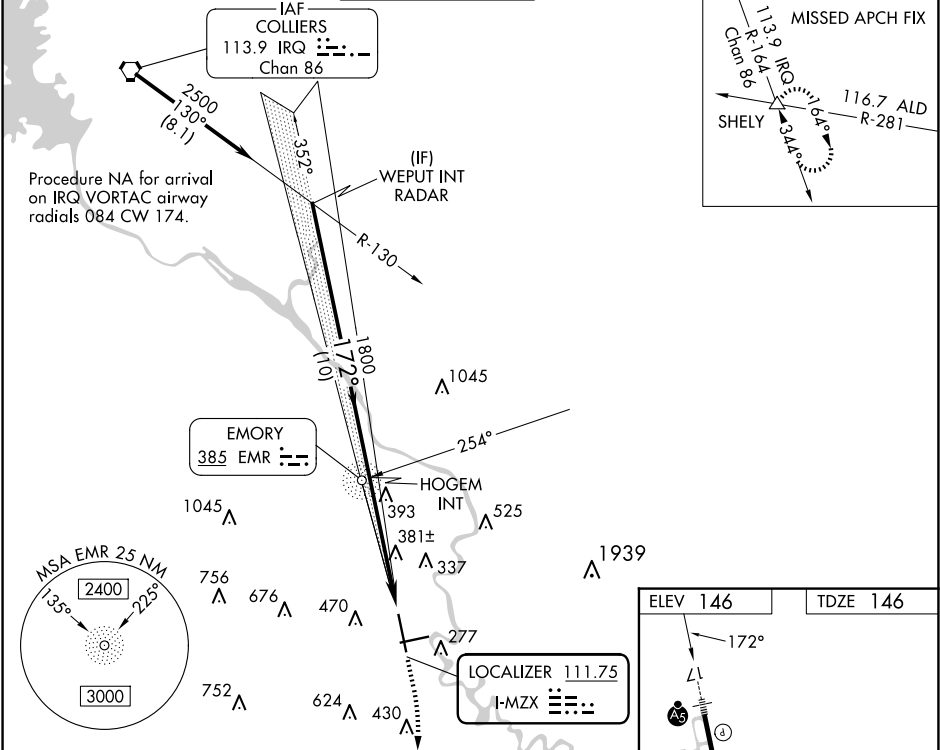 IAF
COLLIERS
113.9 IRQ
Chan 86
2500
130°
(8.1)
352°
(IF)
WEPUT INT
RADAR
Procedure NA for arrival
on IRQ VORTAC airway
radials 084 CW 174.
R-130
1800
172°
(10)
1045
EMORY
385 EMR
254°
HOGEM
INT
393
1045
525
381±
337
1939
MSA EMR 25 NM
2400
135°
225°
3000
756
676
470
277
752
624
430
LOCALIZER 111.75
I-MZX
MISSED APCH FIX
113.9 IRQ
R-164
Chan 86
SHELY
116.7 ALD
R-281
164°
344°
ELEV 146
TDZE 146
172°
17
A5